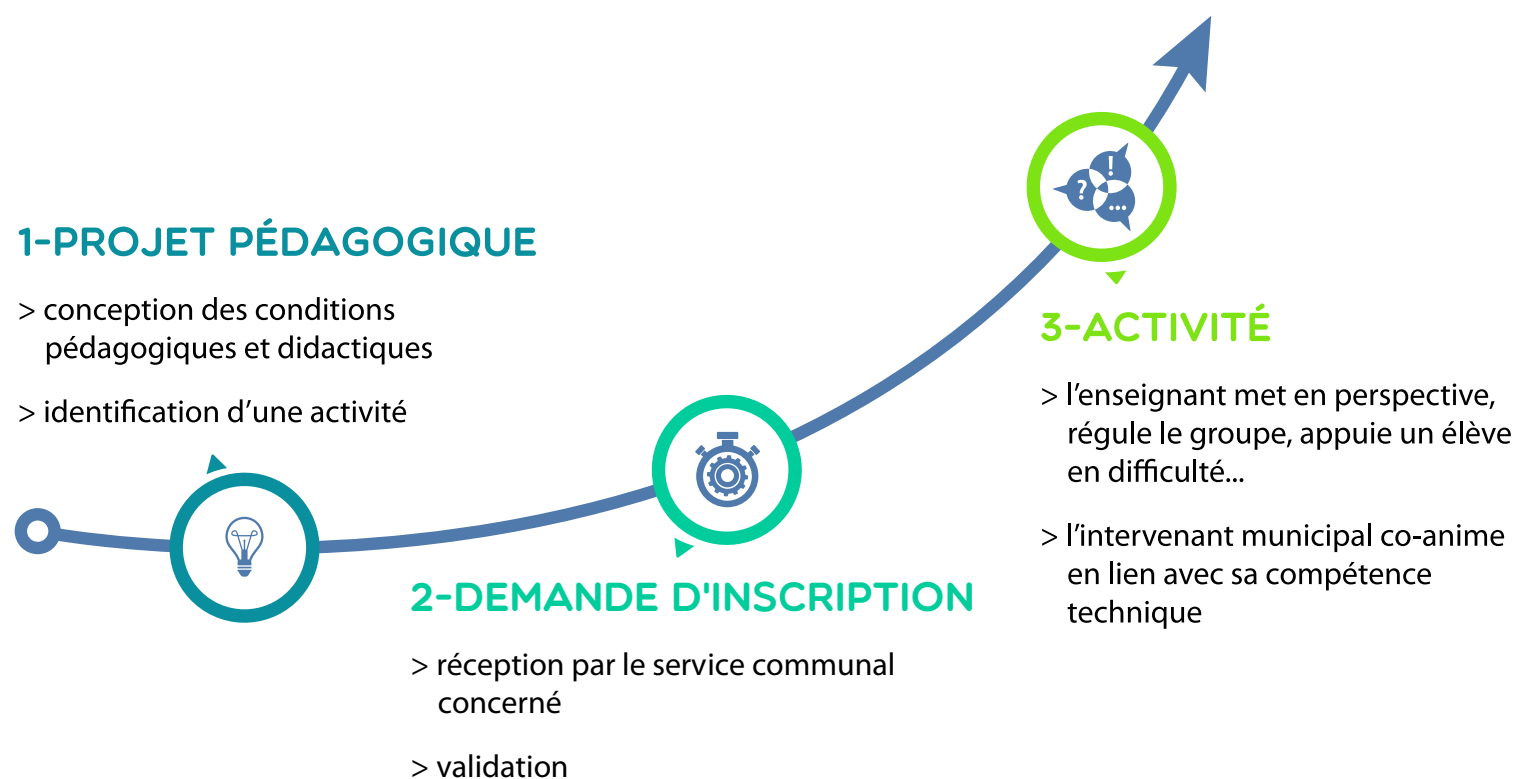 1-PROJET PÉDAGOGIQUE
> conception des conditions
pédagogiques et didactiques
> identification d’une activité
2-DEMANDE D'INSCRIPTION
> réception par le service communal
concerné
> validation
?
!
...
3-ACTIVITÉ
> l’enseignant met en perspective,
régule le groupe, appuie un élève
en difficulté...
> l’intervenant municipal co-anime
en lien avec sa compétence
technique